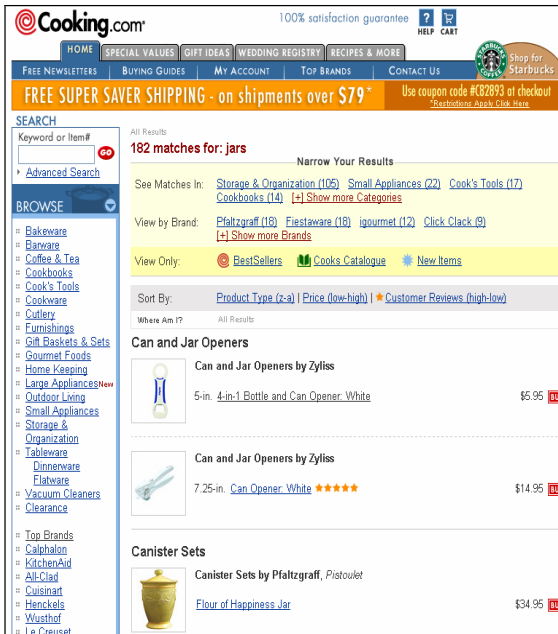 Cooking.com
100% satisfaction guarantee
HELP CART
HOME SPECIAL VALUES GIFT IDEAS WEDDING REGISTRY RECIPES & MORE
STARBUCKS COFFEE
Shop for Starbucks
FREE NEWSLETTERS | BUYING GUIDES | MY ACCOUNT | TOP BRANDS | CONTACT US
FREE SUPER SAVER SHIPPING - on shipments over $79*
Use coupon code #CB2893 at checkout
*Restrictions Apply Click Here
SEARCH
Keyword or Item#
GO
Advanced Search
BROWSE
Bakeware
Barware
Coffee & Tea
Cookbooks
Cook's Tools
Cookware
Cutlery
Furnishings
Gift Baskets & Sets
Gourmet Foods
Home Keeping
Large Appliances New
Outdoor Living
Small Appliances
Storage &
Organization
Tableware
Dinnerware
Flatware
Vacuum Cleaners
Clearance
Top Brands
Calphalon
KitchenAid
All-Clad
Cuisinart
Henckels
Wusthof
Le Creuset
All Results
182 matches for: jars
Narrow Your Results
See Matches In: Storage & Organization (105) Small Appliances (22) Cook's Tools (17)
Cookbooks (14) [+] Show more Categories
View by Brand: Pfaltzgraff (18) Fiestaware (18) igourmet (12) Click Clack (9)
[+] Show more Brands
View Only: BestSellers Cooks Catalogue New Items
Sort By: Product Type (z-a) | Price (low-high) | Customer Reviews (high-low)
Where Am I? All Results
Can and Jar Openers
Can and Jar Openers by Zyliss
5-in. 4-in-1 Bottle and Can Opener: White $5.95
Can and Jar Openers by Zyliss
7.25-in. Can Opener: White $14.95
Canister Sets
Canister Sets by Pfaltzgraff, Pistoulet
Flour of Happiness Jar $34.95